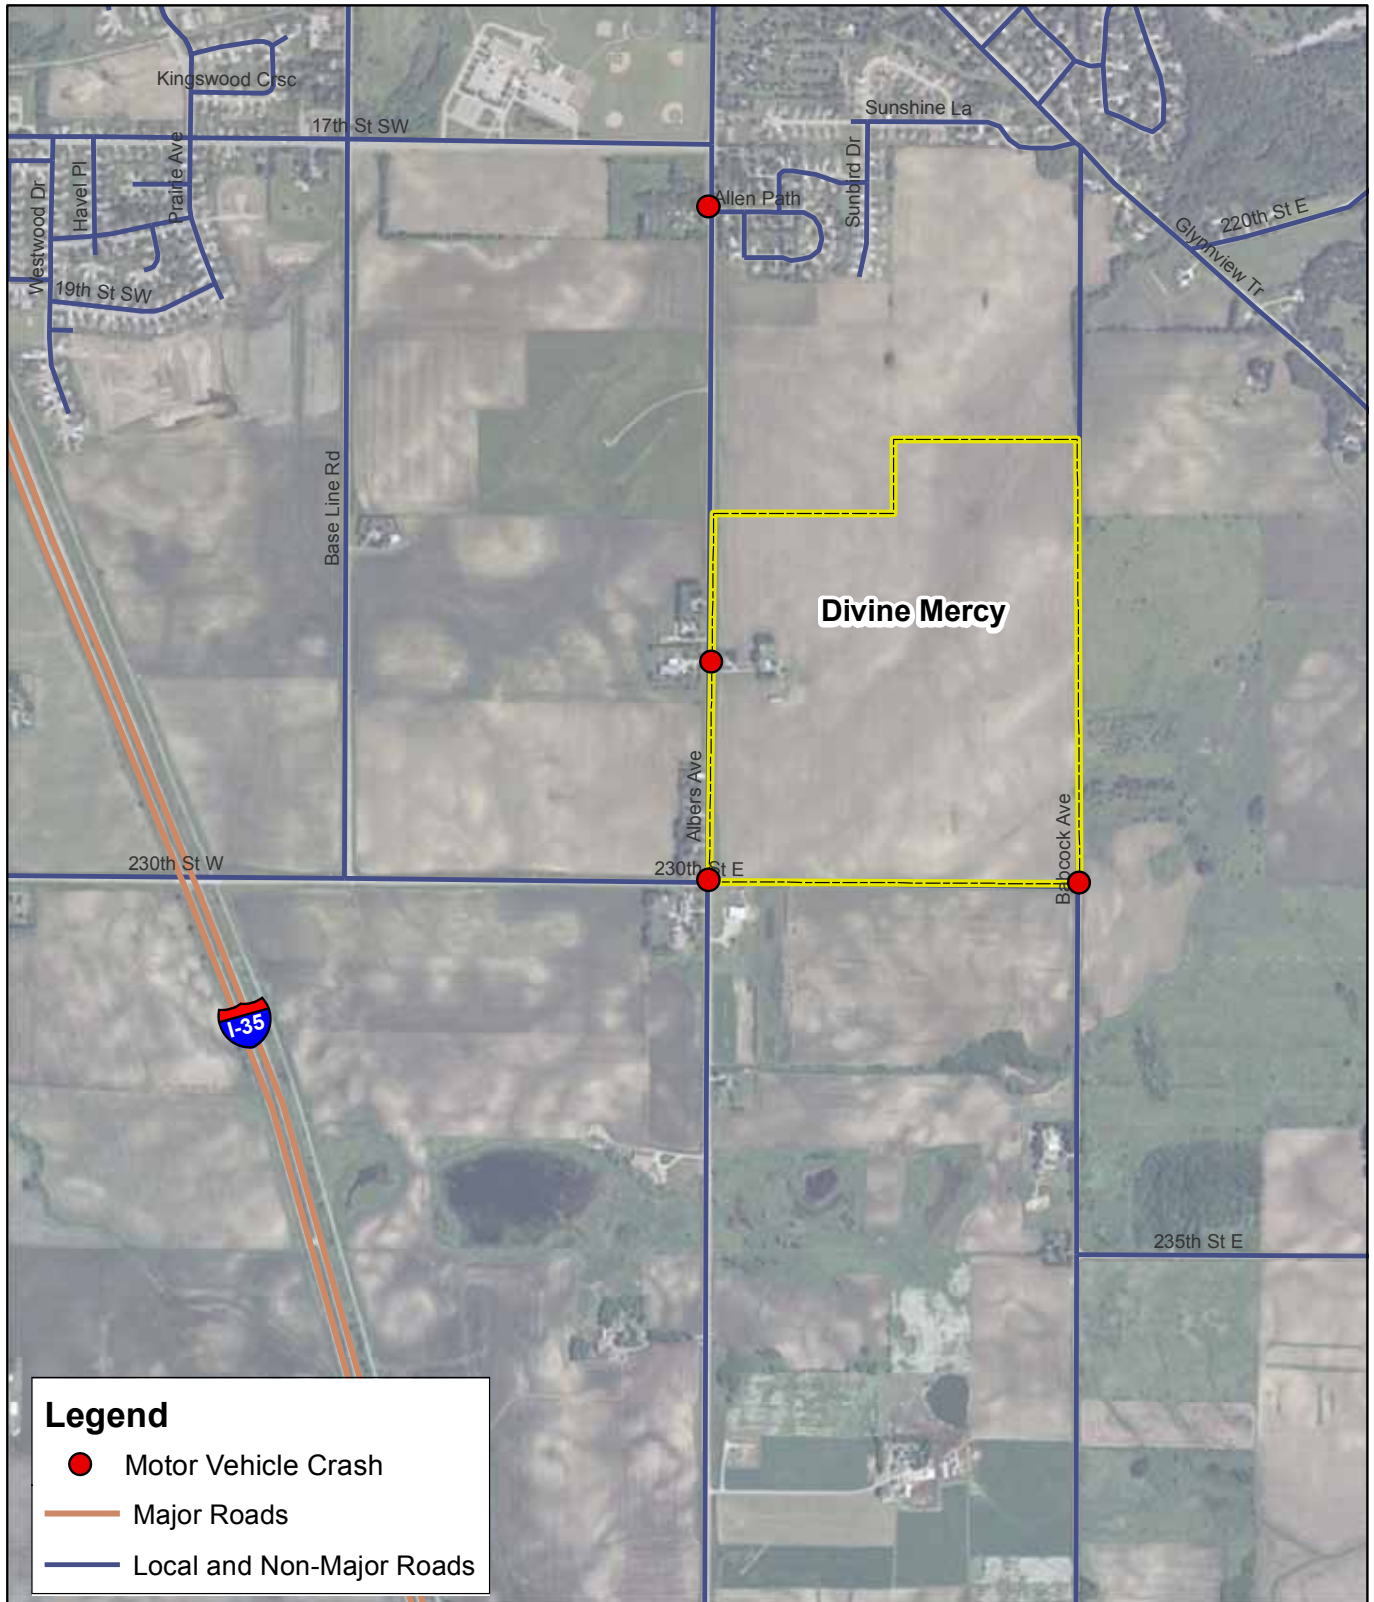 Kingswood Crsc
17th St SW
Sunshine La
Prairie Ave
Havel Pl
Westwood Dr
Sunbird Dr
Allen Path
220th St E
Glynnview Tr
19th St SW
Base Line Rd
Divine Mercy
Albers Ave
Babcock Ave
230th St W
230th St E
I-35
235th St E
Legend
Motor Vehicle Crash
Major Roads
Local and Non-Major Roads